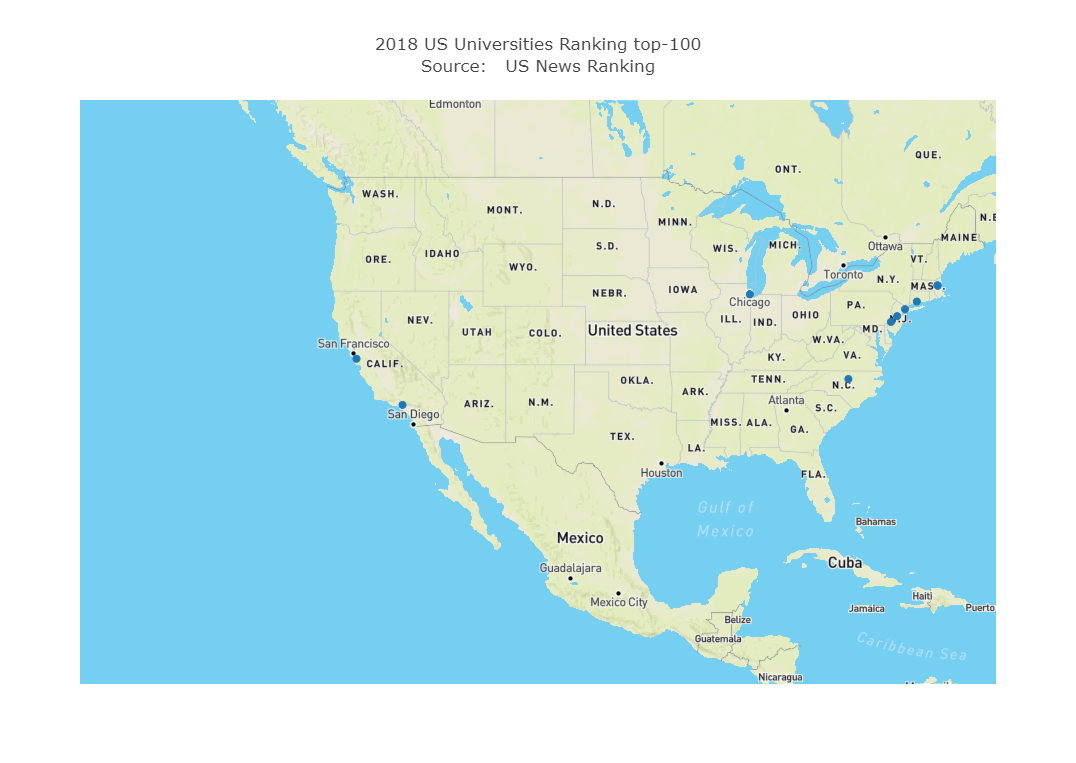 2018 US Universities Ranking top-100
Source: US News Ranking
Edmonton
ONT.
QUE.
WASH.
MONT.
N.D.
MINN.
N.B
MAINE
Ottawa
ORE.
IDAHO
WYO.
S.D.
WIS.
MICH.
VT.
Toronto
N.Y.
MAS
NEBR.
IOWA
Chicago
ILL.
IND.
OHIO
PA.
N.J.
MD.
NEV.
UTAH
COLO.
United States
W.VA.
VA.
KY.
San Francisco
CALIF.
OKLA.
TENN.
N.C.
ARK.
Atlanta
S.C.
ARIZ.
N.M.
San Diego
MISS.
ALA.
GA.
TEX.
LA.
Houston
FLA.
Gulf of
Mexico
Bahamas
Mexico
Cuba
Guadalajara
Mexico City
Haiti
Jamaica
Puerto
Belize
Guatemala
Caribbean Sea
Nicaragua